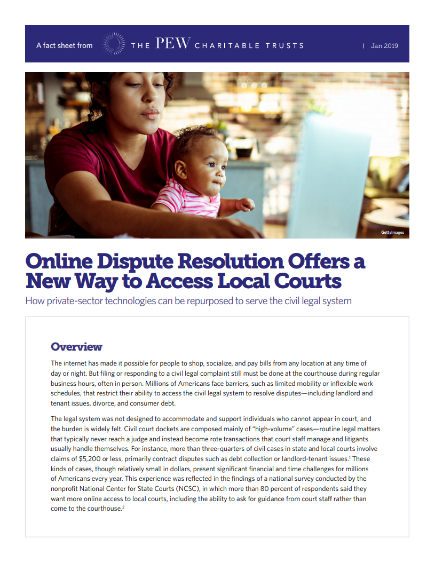 A fact sheet from THE PEW CHARITABLE TRUSTS | Jan 2019
Getty Images
Online Dispute Resolution Offers a
New Way to Access Local Courts
How private-sector technologies can be repurposed to serve the civil legal system
Overview
The internet has made it possible for people to shop, socialize, and pay bills from any location at any time of
day or night. But filing or responding to a civil legal complaint still must be done at the courthouse during regular
business hours, often in person. Millions of Americans face barriers, such as limited mobility or inflexible work
schedules, that restrict their ability to access the civil legal system to resolve disputes—including landlord and
tenant issues, divorce, and consumer debt.
The legal system was not designed to accommodate and support individuals who cannot appear in court, and
the burden is widely felt. Civil court dockets are composed mainly of “high-volume” cases—routine legal matters
that typically never reach a judge and instead become rote transactions that court staff manage and litigants
usually handle themselves. For instance, more than three-quarters of civil cases in state and local courts involve
claims of $5,200 or less, primarily contract disputes such as debt collection or landlord-tenant issues.¹ These
kinds of cases, though relatively small in dollars, present significant financial and time challenges for millions
of Americans every year. This experience was reflected in the findings of a national survey conducted by the
nonprofit National Center for State Courts (NCSC), in which more than 80 percent of respondents said they
want more online access to local courts, including the ability to ask for guidance from court staff rather than
come to the courthouse.²